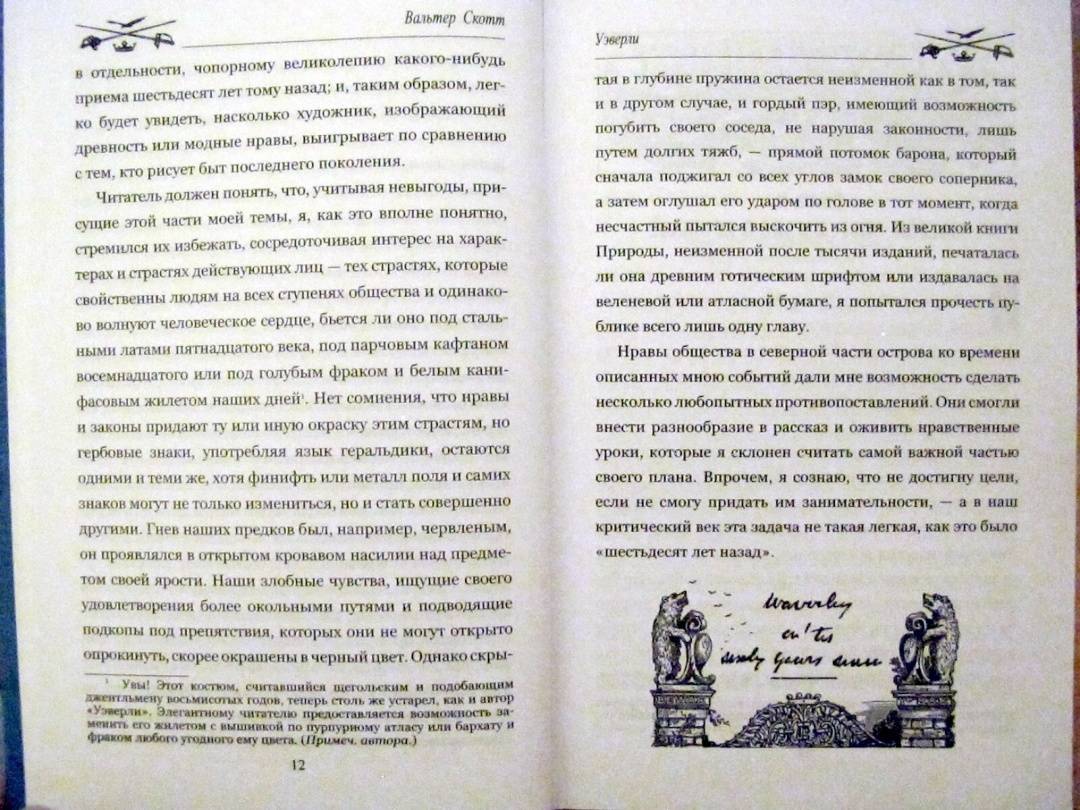 Вальтер Скотт
в отдельности, чопорному великолепию какого-нибудь
приема шестьдесят лет тому назад; и, таким образом, лег-
ко будет увидеть, насколько художник, изображающий
древность или модные нравы, выигрывает по сравнению
с тем, кто рисует быт последнего поколения.
Читатель должен понять, что, учитывая невыгоды, при-
сущие этой части моей темы, я, как это вполне понятно,
стремился их избежать, сосредоточивая интерес на харак-
терах и страстях действующих лиц — тех страстях, которые
свойственны людям на всех ступенях общества и одинако-
во волнуют человеческое сердце, бьется ли оно под сталь-
ными латами пятнадцатого века, под парчовым кафтаном
восемнадцатого или под голубым фраком и белым кани-
фасовым жилетом наших дней¹. Нет сомнения, что нравы
и законы придают ту или иную окраску этим страстям, но
гербовые знаки, употребляя язык геральдики, остаются
одними и теми же, хотя финифть или металл поля и самих
знаков могут не только измениться, но и стать совершенно
другими. Гнев наших предков был, например, червленым,
он проявлялся в открытом кровавом насилии над предме-
том своей ярости. Наши злобные чувства, ищущие своего
удовлетворения более окольными путями и подводящие
подкопы под препятствия, которых они не могут открыто
опрокинуть, скорее окрашены в черный цвет. Однако скры-
¹ Увы! Этот костюм, считавшийся щегольским и подобающим
джентльмену восьмисотых годов, теперь столь же устарел, как и автор
«Уэверли». Элегантному читателю предоставляется возможность за-
менить его жилетом с вышивкой по пурпурному атласу или бархату и
фраком любого угодного ему цвета. (Примеч. автора.)
12
Уэверли
тая в глубине пружина остается неизменной как в том, так
и в другом случае, и гордый пэр, имеющий возможность
погубить своего соседа, не нарушая законности, лишь
путем долгих тяжб, — прямой потомок барона, который
сначала поджигал со всех углов замок своего соперника,
а затем оглушал его ударом по голове в тот момент, когда
несчастный пытался выскочить из огня. Из великой книги
Природы, неизменной после тысячи изданий, печаталась
ли она древним готическим шрифтом или издавалась на
веленевой или атласной бумаге, я попытался прочесть пу-
блике всего лишь одну главу.
Нравы общества в северной части острова ко времени
описанных мною событий дали мне возможность сделать
несколько любопытных противопоставлений. Они смогли
внести разнообразие в рассказ и оживить нравственные
уроки, которые я склонен считать самой важной частью
своего плана. Впрочем, я сознаю, что не достигну цели,
если не смогу придать им занимательности, — а в наш
критический век эта задача не такая легкая, как это было
«шестьдесят лет назад».
Waverley
or 'tis
sixty years since